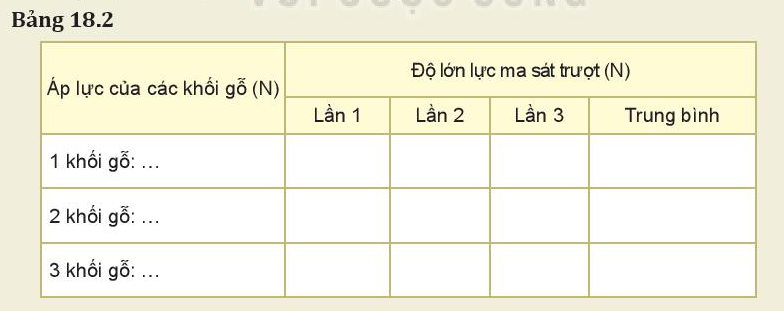 Bảng 18.2
Áp lực của các khối gỗ (N)
Độ lớn lực ma sát trượt (N)
Lần 1
Lần 2
Lần 3
Trung bình
1 khối gỗ: ...
2 khối gỗ: ...
3 khối gỗ: ...